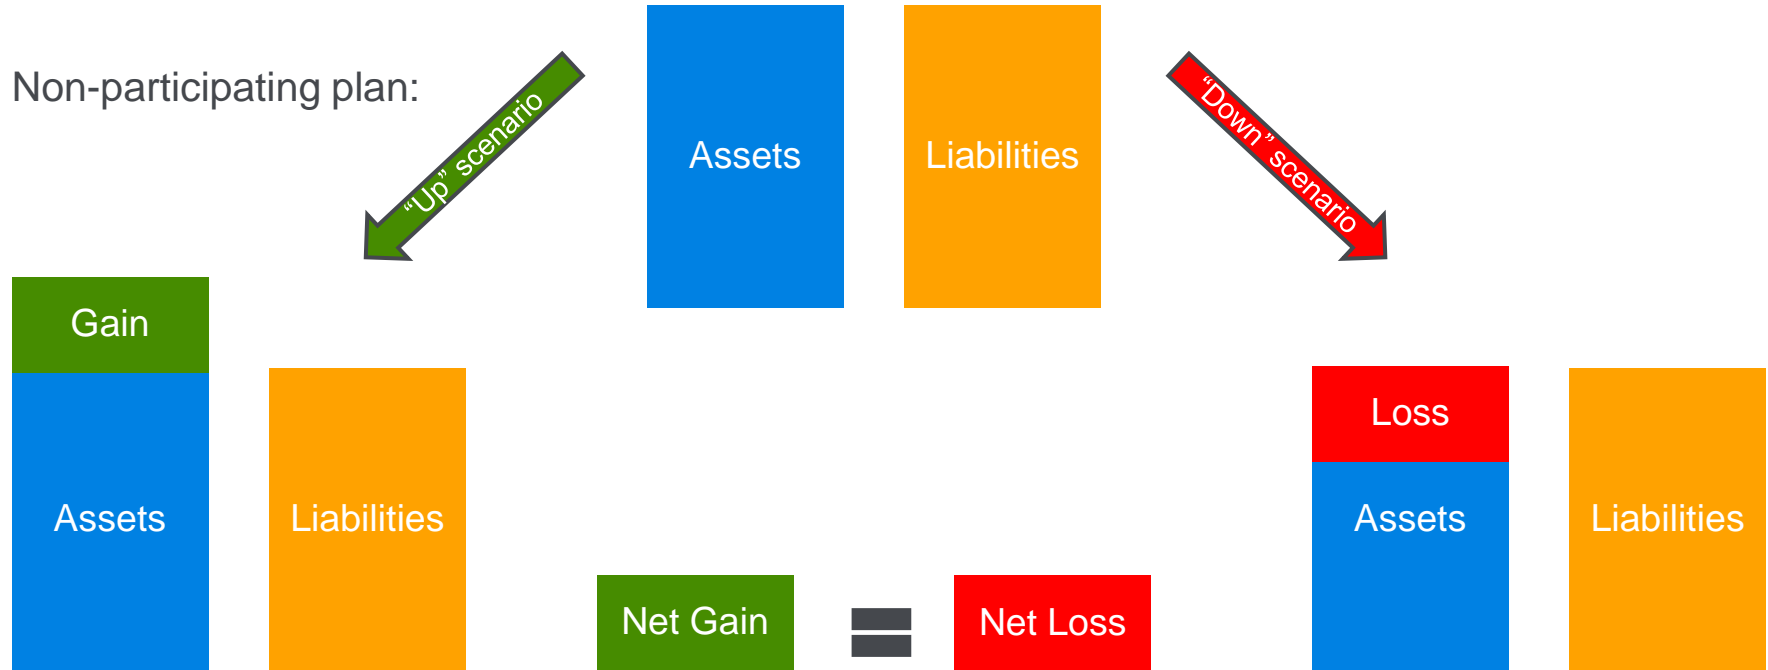 Non-participating plan:
“Up” scenario
Assets
Liabilities
“Down” scenario
Gain
Assets
Liabilities
Net Gain
Net Loss
Loss
Assets
Liabilities